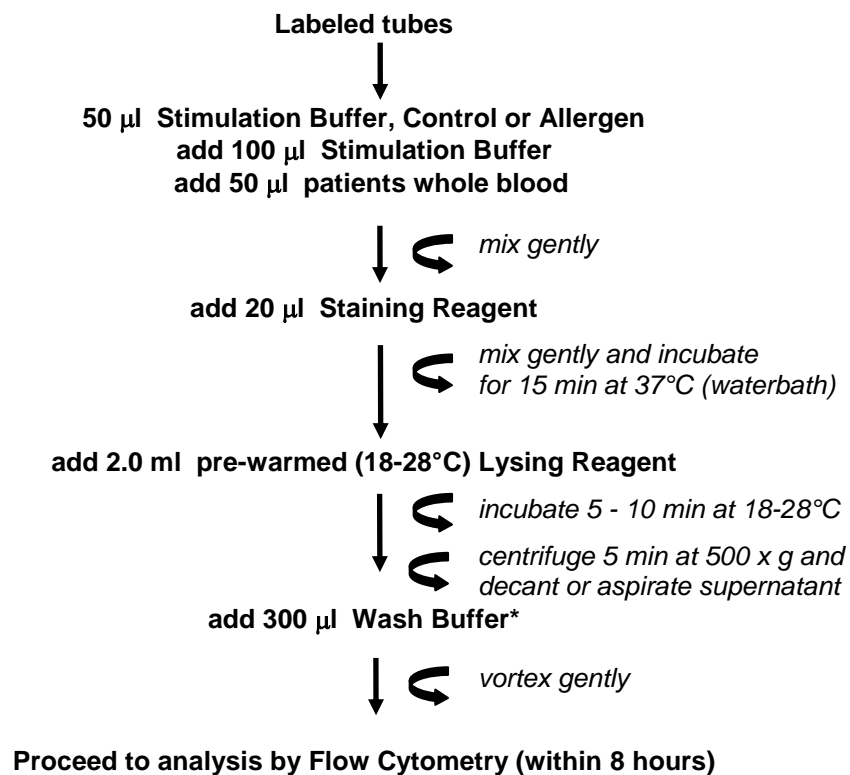 Labeled tubes
50 μl Stimulation Buffer, Control or Allergen
add 100 μl Stimulation Buffer
add 50 μl patients whole blood
mix gently
add 20 μl Staining Reagent
mix gently and incubate
for 15 min at 37°C (waterbath)
add 2.0 ml pre-warmed (18-28°C) Lysing Reagent
incubate 5 - 10 min at 18-28°C
centrifuge 5 min at 500 x g and
decant or aspirate supernatant
add 300 μl Wash Buffer*
vortex gently
Proceed to analysis by Flow Cytometry (within 8 hours)